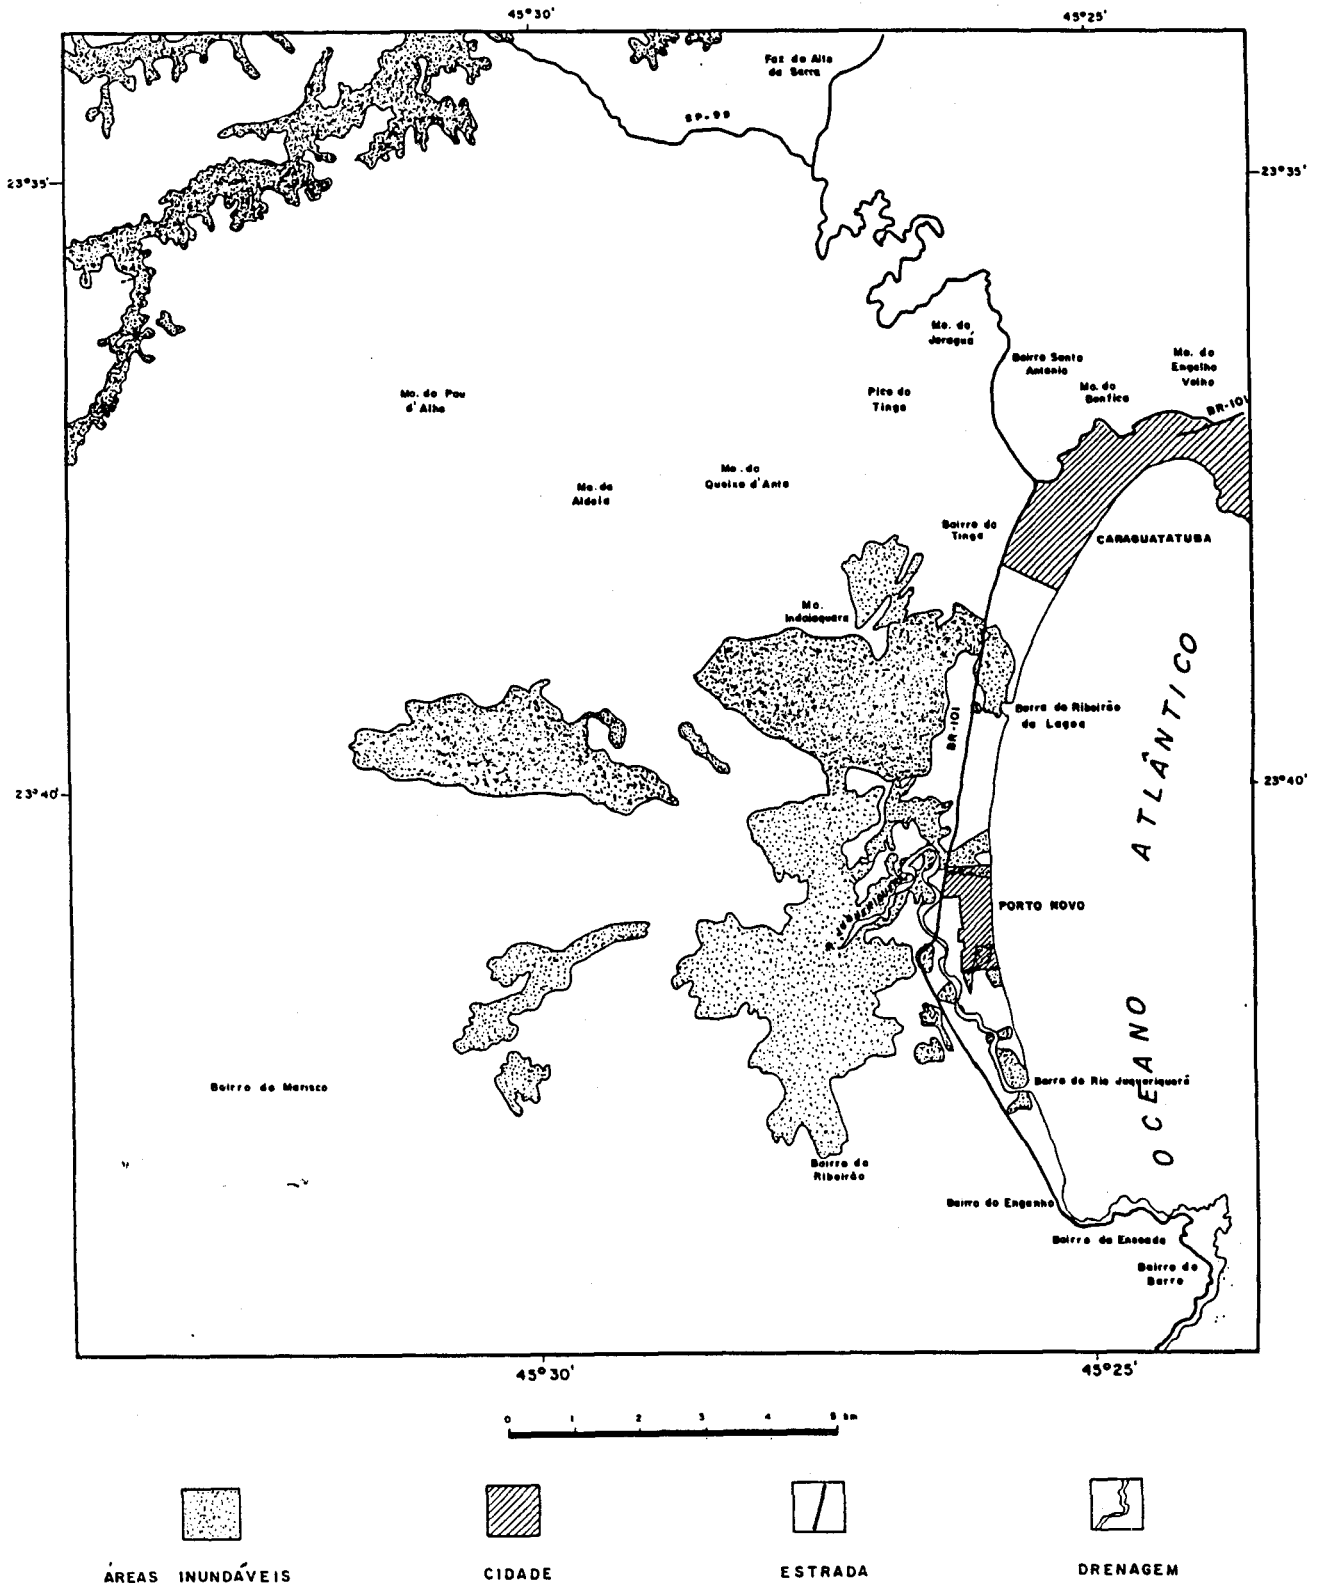 45°30'
45°25'
Faz. do Alto
da Serra
SP-99
23°35'
23°35'
Mo. do
Jaraguá
Bairro Santo
Antonio
Mo. do
Engelho
Velho
Mo. do
Bonfica
BR-101
Mo. do Pau
d'Alho
Pico do
Tinga
Mo. do
Queixo d'Anta
Mo. da
Aldeia
Bairro do
Tinga
CARAGUATATUBA
Mo.
Indaiaquara
OCEANO ATLÂNTICO
BR-101
Barra do Ribeirão
da Lagoa
23°40'
23°40'
PORTO NOVO
Bairro do Marisco
Barra do Rio Juqueriquerê
Bairro do
Ribeirão
Bairro do Engenho
Bairro da Enseada
Bairro do
Barro
45°30'
45°25'
0 1 2 3 4 5 km
ÁREAS INUNDÁVEIS
CIDADE
ESTRADA
DRENAGEM